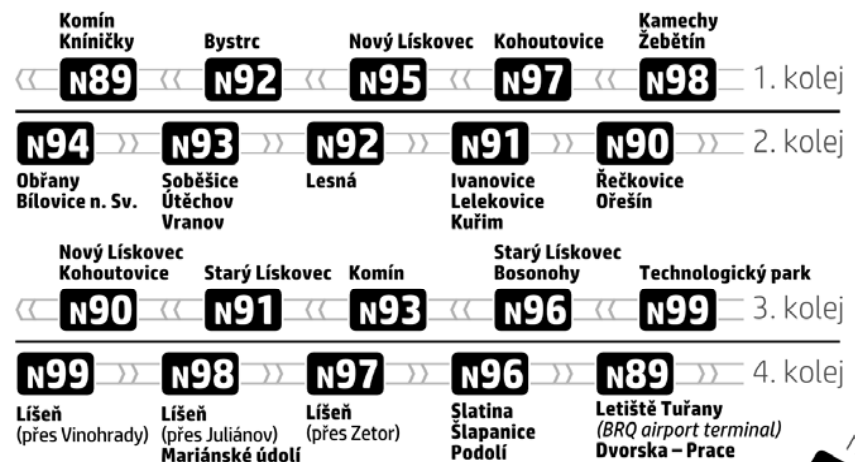 Komín
Kníničky
Bystrc
Nový Lískovec
Kohoutovice
Kamechy
Žebětín
N89 N92 N95 N97 N98 1. kolej
N94 N93 N92 N91 N90 2. kolej
Obřany
Bílovice n. Sv.
Soběšice
Útěchov
Vranov
Lesná
Ivanovice
Lelekovice
Kuřim
Řečkovice
Ořešín
Nový Lískovec
Kohoutovice
Starý Lískovec
Komín
Starý Lískovec
Bosonohy
Technologický park
N90 N91 N93 N96 N99 3. kolej
N99 N98 N97 N96 N89 4. kolej
Líšeň
(přes Vinohrady)
Líšeň
(přes Juliánov)
Mariánské údolí
Líšeň
(přes Zetor)
Slatina
Šlapanice
Podolí
Letiště Tuřany
(BRQ airport terminal)
Dvorska – Prace